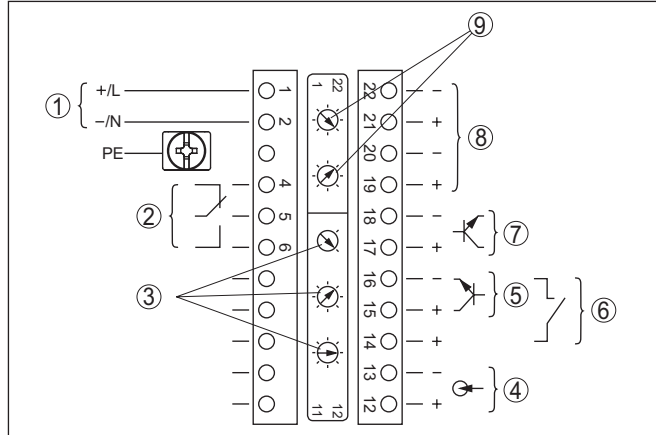 ⑨
1 22
① +/L 1 22 −
−/N 2 21 + ⑧
PE 20 −
4 19 +
② 5 18 − ⑦
6 17 +
③ 16 − ⑤ ⑥
15 +
14 +
13 − ④
12 +
11 12